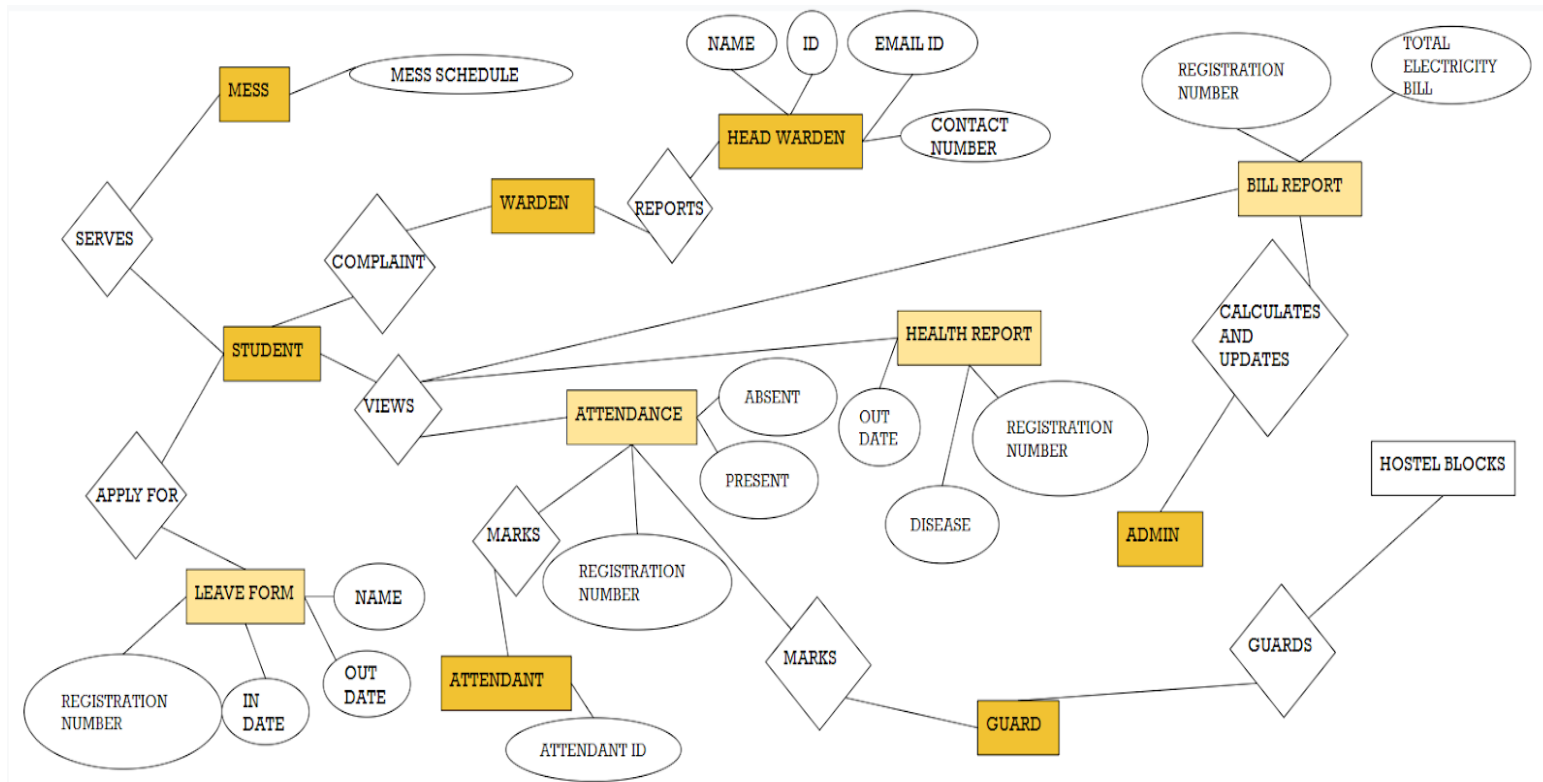 NAME
ID
EMAIL ID
TOTAL
ELECTRICITY
BILL
REGISTRATION
NUMBER
MESS SCHEDULE
MESS
HEAD WARDEN
CONTACT
NUMBER
BILL REPORT
WARDEN
REPORTS
SERVES
COMPLAINT
CALCULATES
AND
UPDATES
HEALTH REPORT
STUDENT
VIEWS
ATTENDANCE
ABSENT
OUT
DATE
REGISTRATION
NUMBER
PRESENT
HOSTEL BLOCKS
APPLY FOR
MARKS
DISEASE
ADMIN
REGISTRATION
NUMBER
LEAVE FORM
NAME
GUARDS
MARKS
OUT
DATE
ATTENDANT
REGISTRATION
NUMBER
IN
DATE
GUARD
ATTENDANT ID